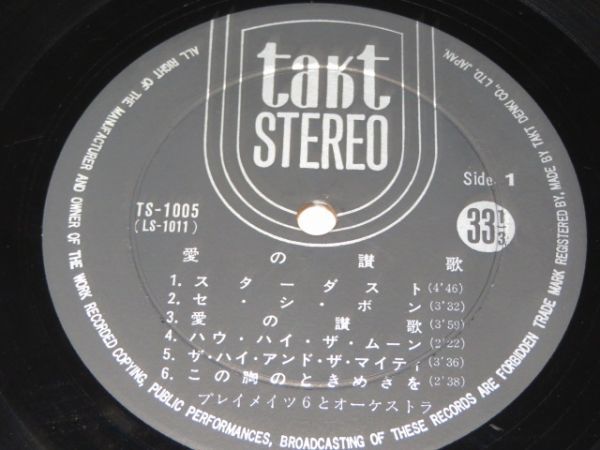 takt
STEREO
TS-1005
(LS-1011)
Side 1
33 1/3
愛の讃歌
1. スターダスト (4'46)
2. セ・シ・ボン (3'32)
3. 愛の讃歌 (3'59)
4. ハウ・ハイ・ザ・ムーン (2'22)
5. ザ・ハイ・アンド・ザ・マイティ (3'36)
6. この胸のときめきを (2'38)
プレイメイツ6とオーケストラ
ALL RIGHT OF THE MANUFACTURER AND OWNER OF THE WORK RECORDED COPYING, PUBLIC PERFORMANCES, BROADCASTING OF THESE RECORDS ARE FORBIDDEN TRADE MARK REGISTERED BY, MADE BY TAKT DENKI CO., LTD, JAPAN.